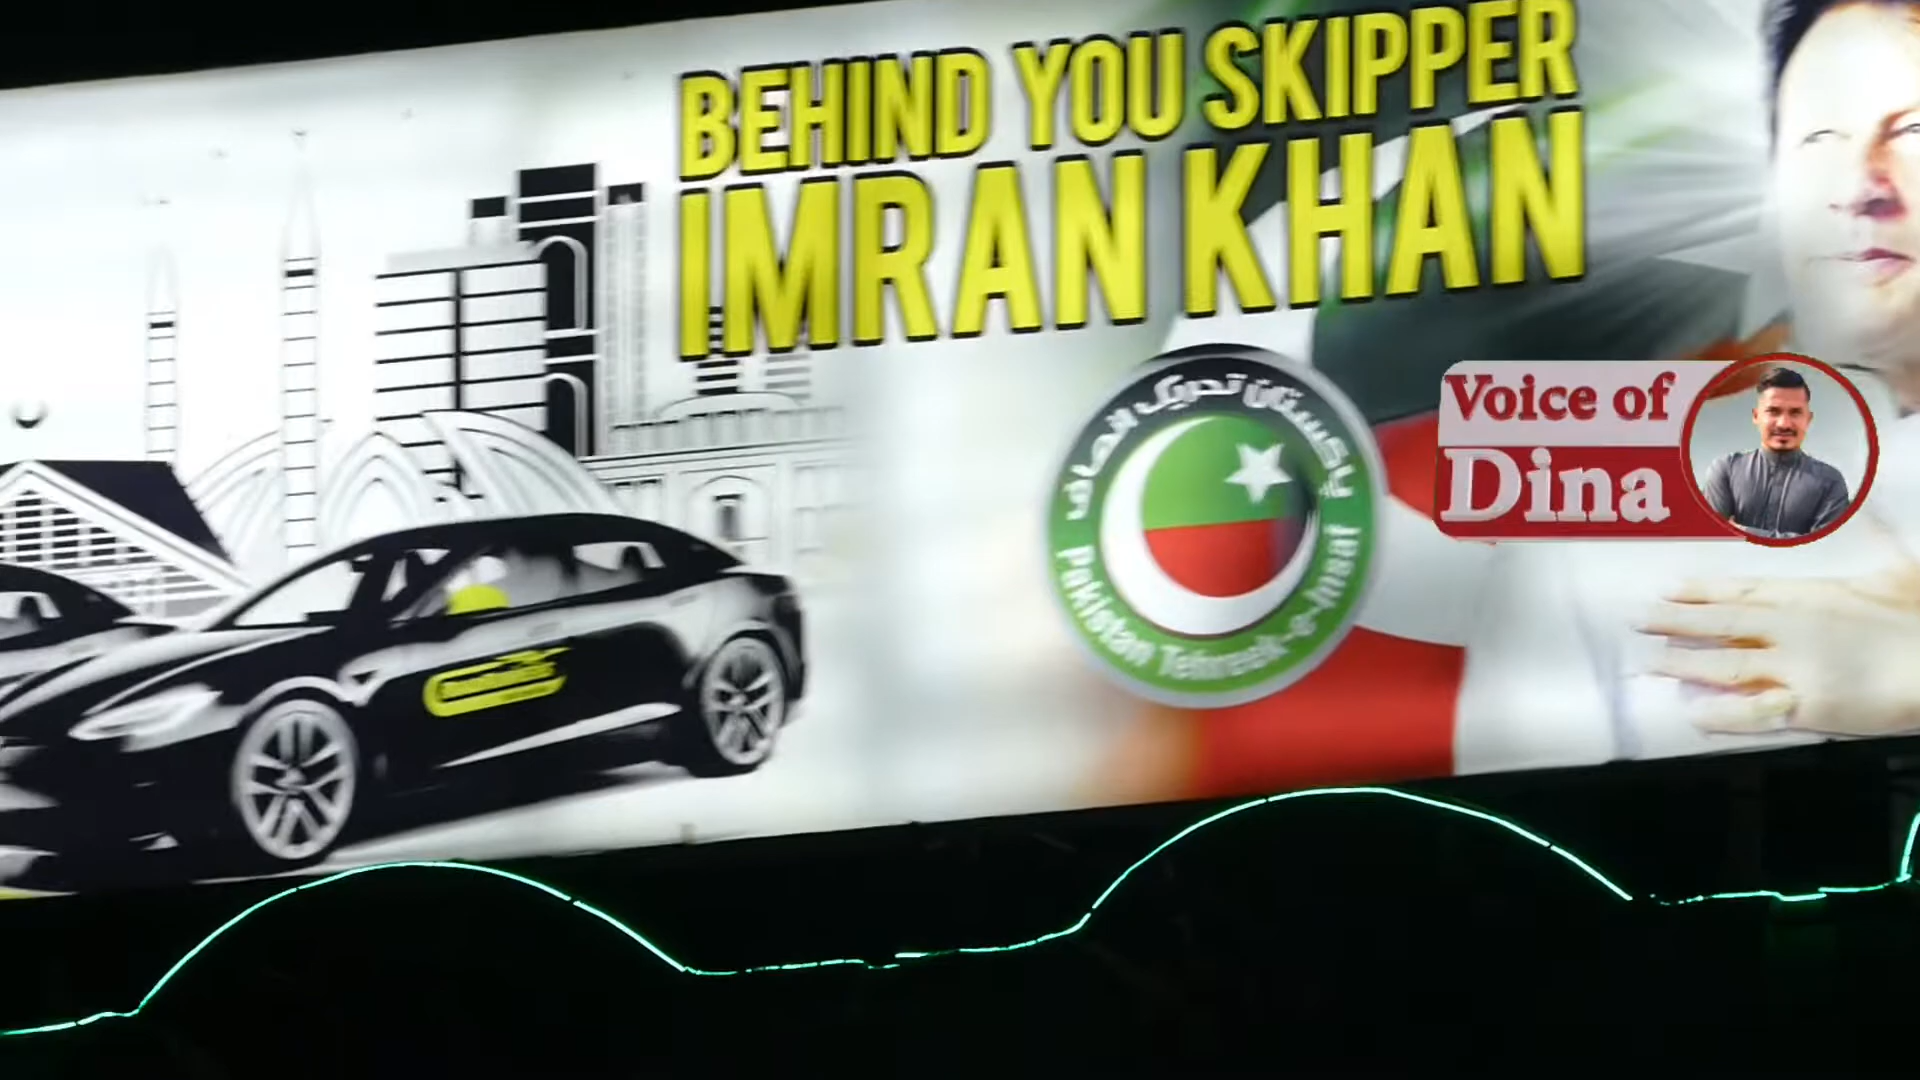 BEHIND YOU SKIPPER
IMRAN KHAN
پاکستان تحریک انصاف
Pakistan Tehreek-e-Insaf
Voice of
Dina